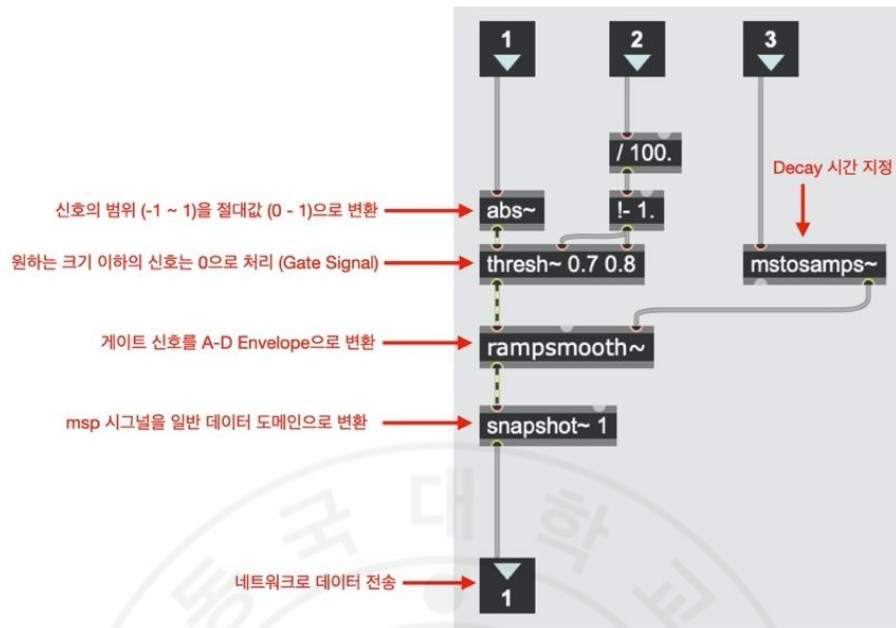 1
2
3
/ 100.
Decay 시간 지정
신호의 범위 (-1 ~ 1)을 절대값 (0 - 1)으로 변환
abs~
!- 1.
원하는 크기 이하의 신호는 0으로 처리 (Gate Signal)
thresh~ 0.7 0.8
mstosamps~
게이트 신호를 A-D Envelope으로 변환
rampsmooth~
msp 시그널을 일반 데이터 도메인으로 변환
snapshot~ 1
네트워크로 데이터 전송
1
동국대학교